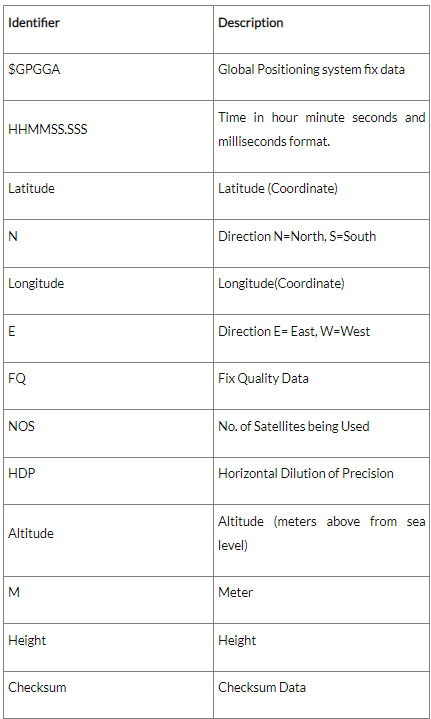 Identifier Description
$GPGGA Global Positioning system fix data
HHMMSS.SSS Time in hour minute seconds and
milliseconds format.
Latitude Latitude (Coordinate)
N Direction N=North, S=South
Longitude Longitude(Coordinate)
E Direction E= East, W=West
FQ Fix Quality Data
NOS No. of Satellites being Used
HDP Horizontal Dilution of Precision
Altitude Altitude (meters above from sea
level)
M Meter
Height Height
Checksum Checksum Data